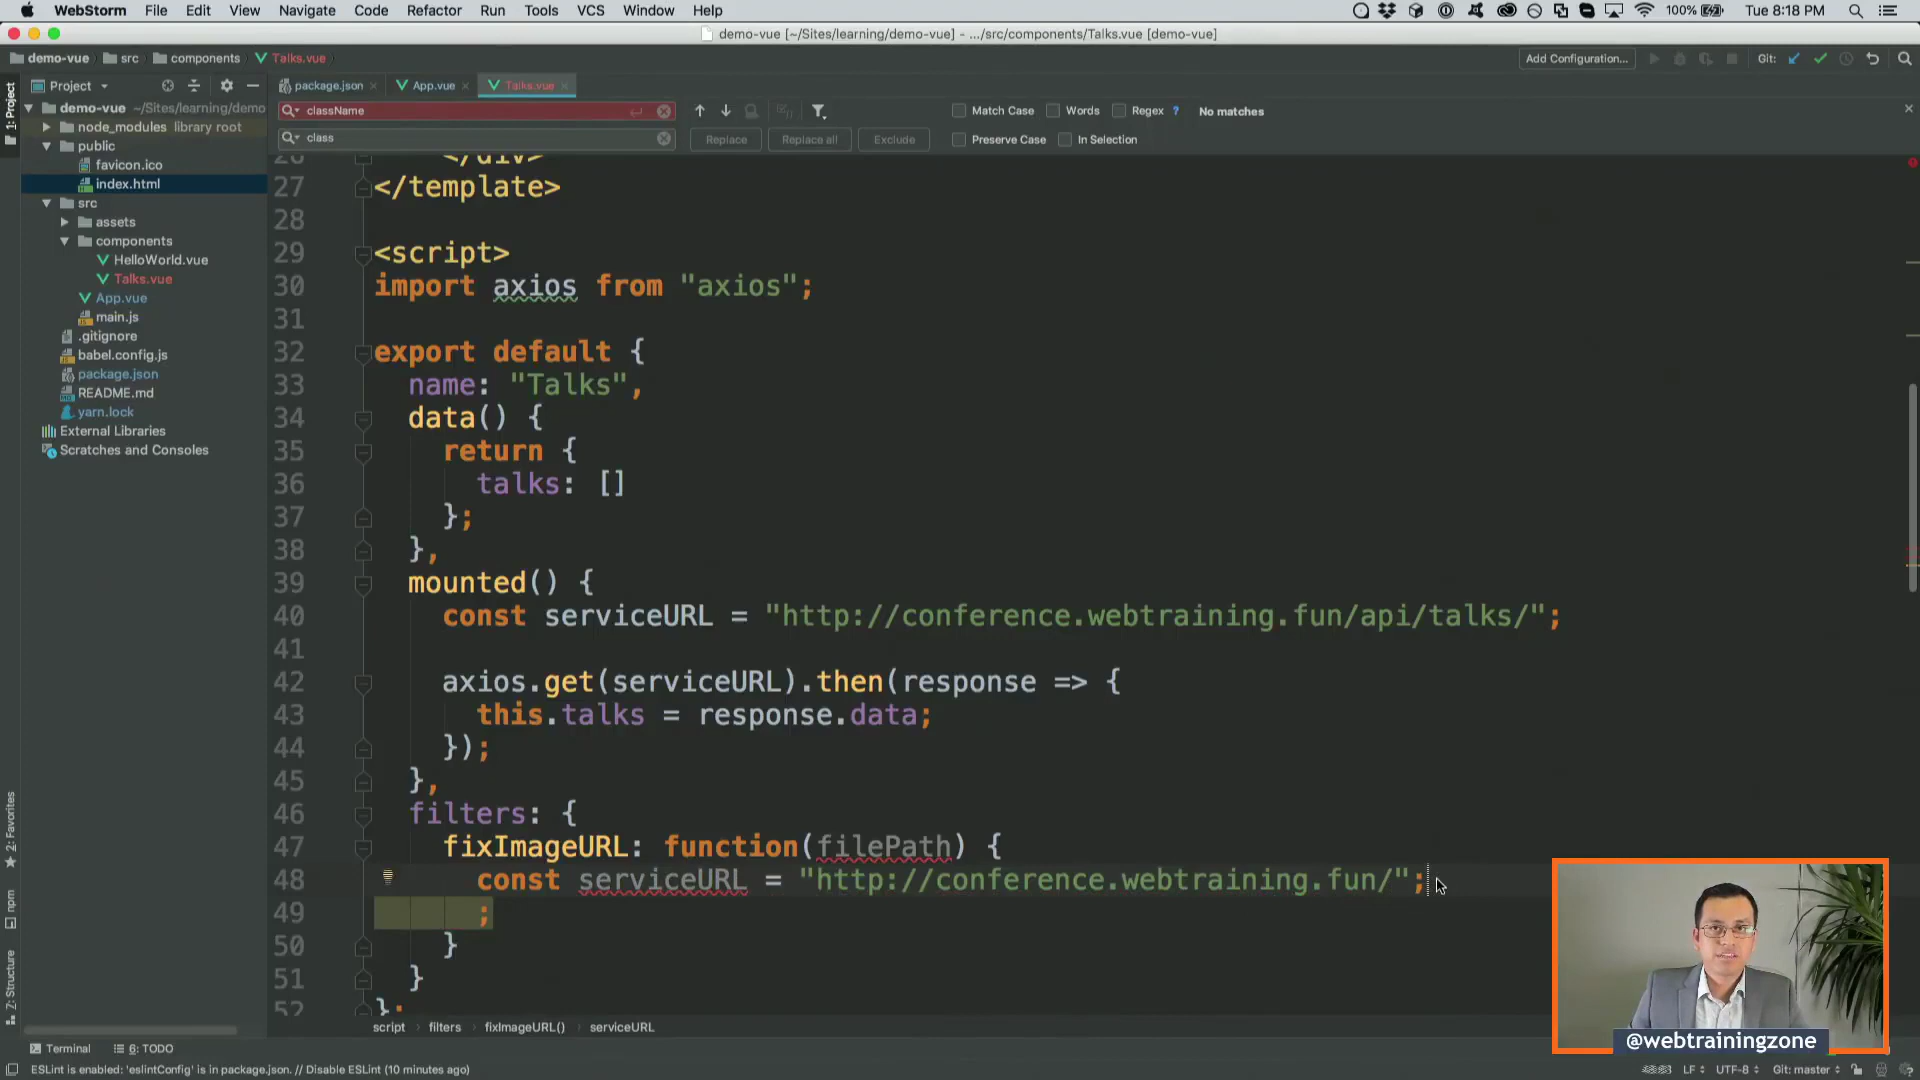 WebStorm File Edit View Navigate Code Refactor Run Tools VCS Window Help 100% Tue 8:18 PM
demo-vue [~/Sites/learning/demo-vue] - .../src/components/Talks.vue [demo-vue]
demo-vue src components Talks.vue Add Configuration... Git:
Project package.json App.vue Talks.vue
className Match Case Words Regex ? No matches
class Replace Replace all Exclude Preserve Case In Selection
1: Project
demo-vue ~/Sites/learning/demo
node_modules library root
public
favicon.ico
index.html
src
assets
components
HelloWorld.vue
Talks.vue
App.vue
main.js
.gitignore
babel.config.js
package.json
README.md
yarn.lock
External Libraries
Scratches and Consoles
2: Favorites
npm
Z: Structure
26 </div>
27 </template>
28
29 <script>
30 import axios from "axios";
31
32 export default {
33 name: "Talks",
34 data() {
35 return {
36 talks: []
37 };
38 },
39 mounted() {
40 const serviceURL = "http://conference.webtraining.fun/api/talks/";
41
42 axios.get(serviceURL).then(response => {
43 this.talks = response.data;
44 });
45 },
46 filters: {
47 fixImageURL: function(filePath) {
48 const serviceURL = "http://conference.webtraining.fun/";
49 ;
50 }
51 }
52 };
script filters fixImageURL() serviceURL
@webtrainingzone
Terminal 6: TODO
ESLint is enabled: 'eslintConfig' is in package.json. // Disable ESLint (10 minutes ago) LF UTF-8 Git: master